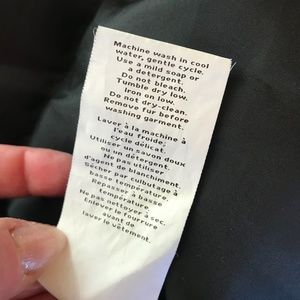 Machine wash in cool
water, gentle cycle.
Use a mild soap or
a detergent.
Do not bleach.
Tumble dry low.
Iron on low.
Do not dry-clean.
Remove fur before
washing garment.
Laver à la machine à
l'eau froide,
cycle délicat.
Utiliser un savon doux
ou un détergent.
Ne pas utiliser
d'agent de blanchiment.
Sécher par culbutage à
basse température.
Repasser à basse
température.
Ne pas nettoyer à sec.
Enlever le fourrure
avant de
laver le vêtement.